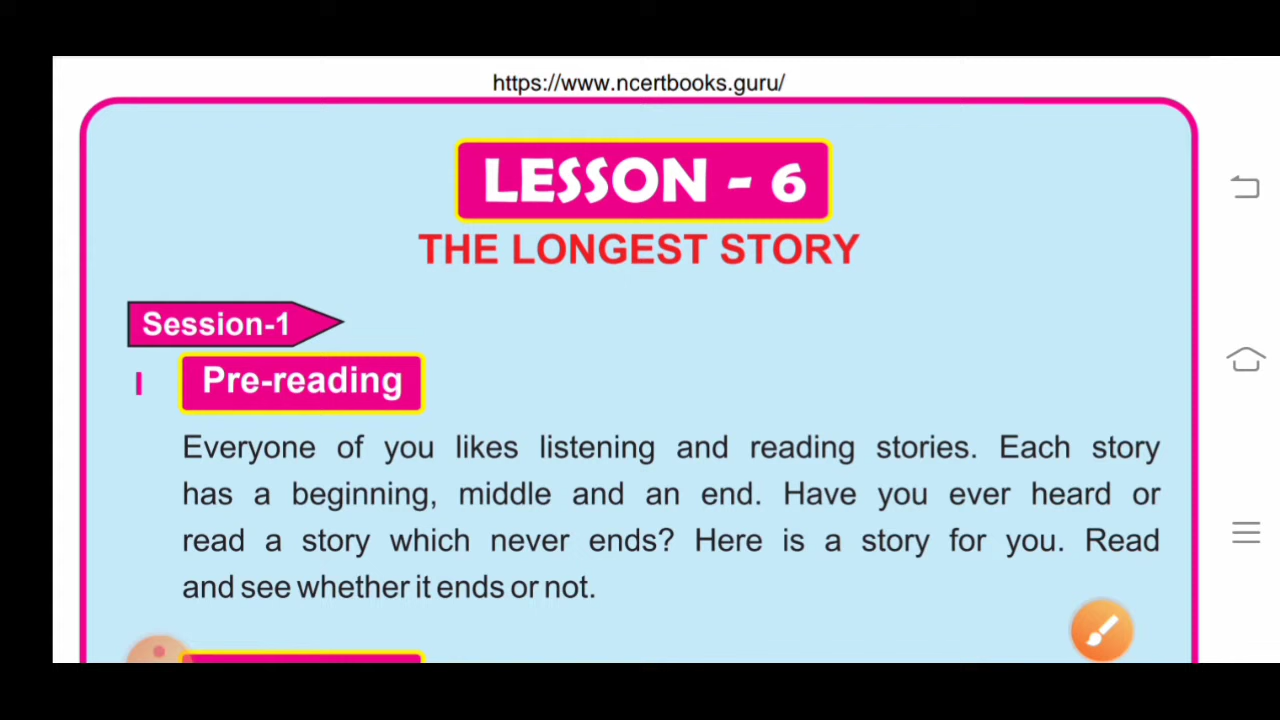 https://www.ncertbooks.guru/
LESSON - 6
THE LONGEST STORY
Session-1
I Pre-reading
Everyone of you likes listening and reading stories. Each story
has a beginning, middle and an end. Have you ever heard or
read a story which never ends? Here is a story for you. Read
and see whether it ends or not.